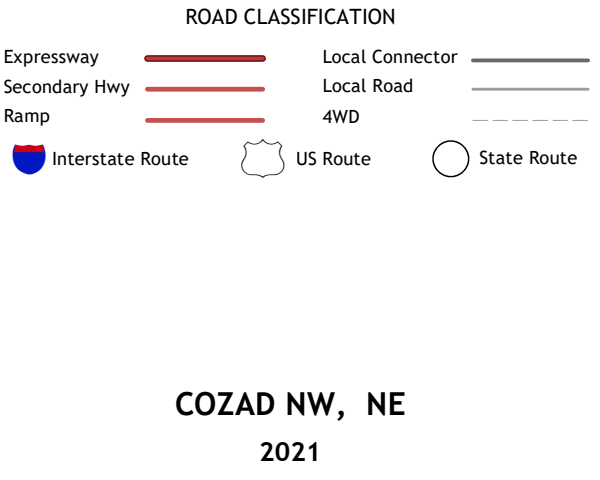 ROAD CLASSIFICATION
Expressway
Local Connector
Secondary Hwy
Local Road
Ramp
4WD
Interstate Route
US Route
State Route
COZAD NW, NE
2021